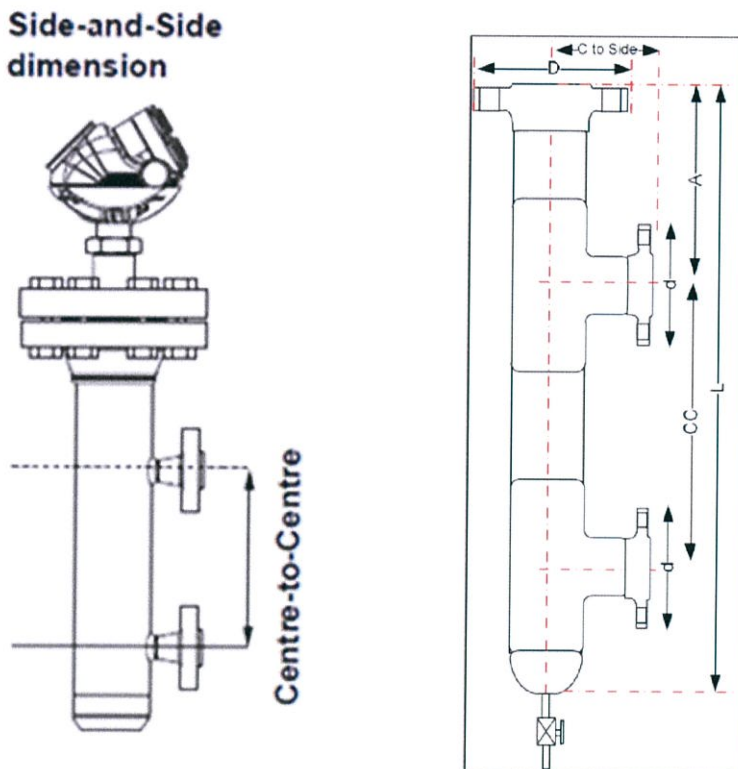 Side-and-Side
dimension
Centre-to-Centre
C to Side
D
A
d
CC
L
d